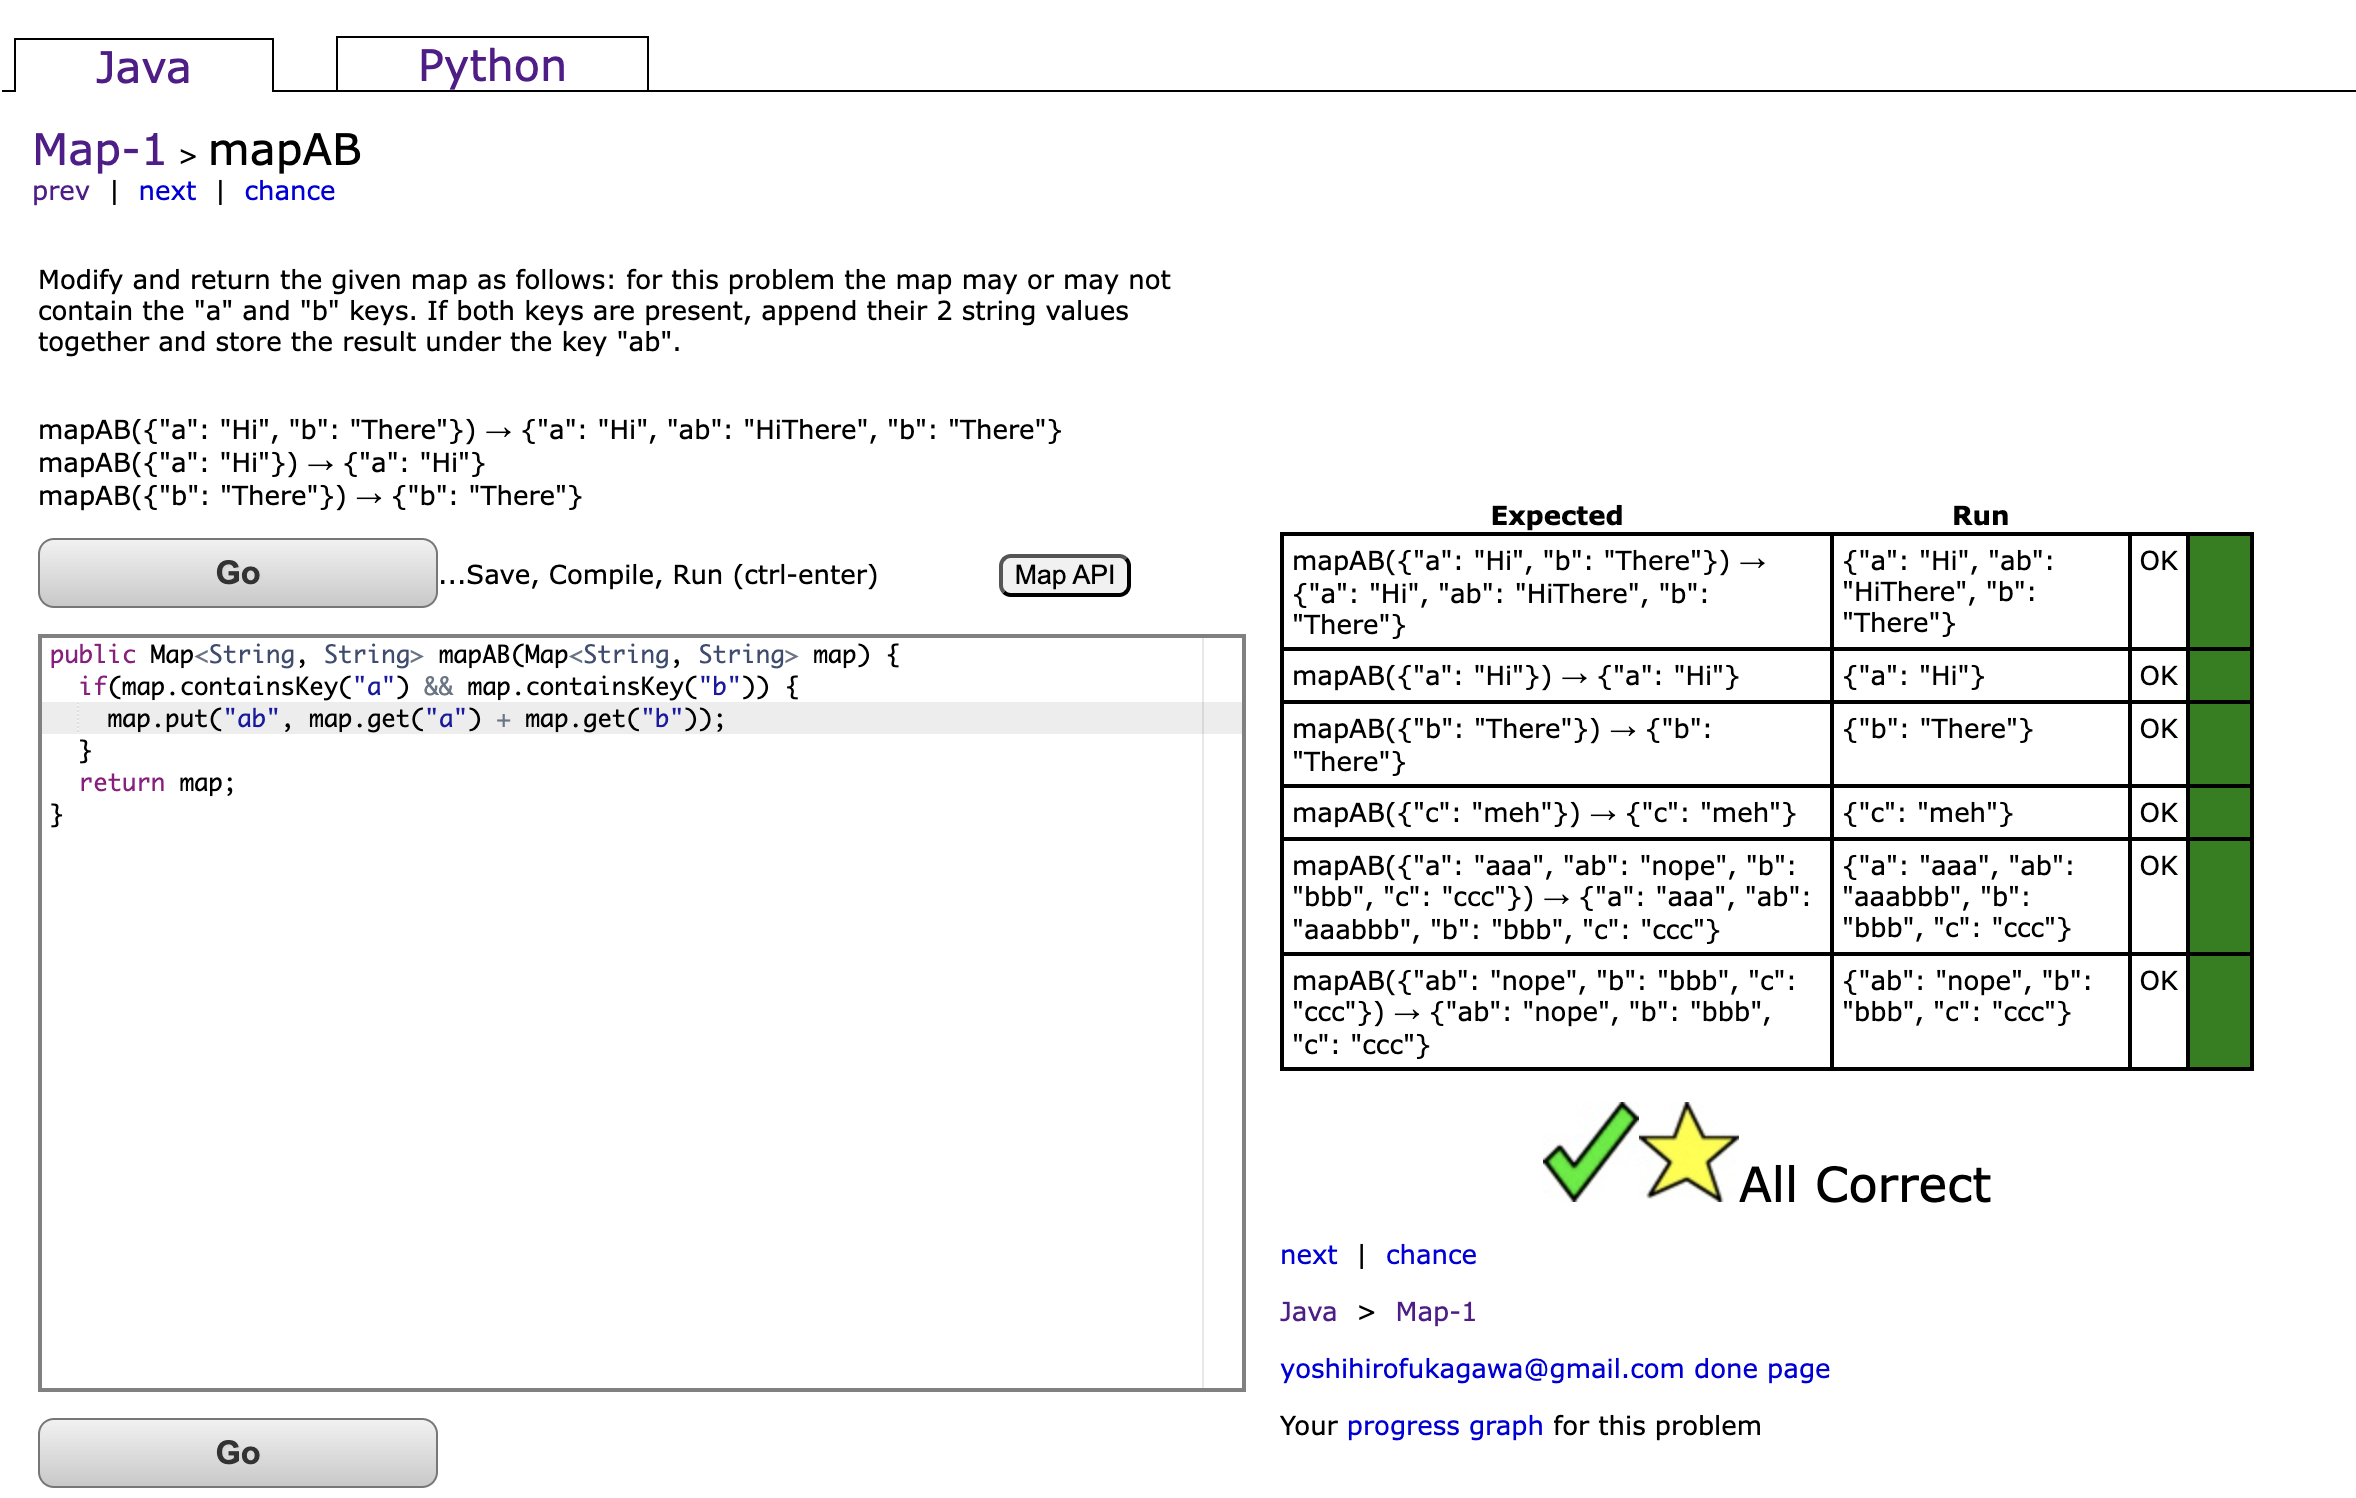 Java
Python
Map-1 > mapAB
prev | next | chance
Modify and return the given map as follows: for this problem the map may or may not
contain the "a" and "b" keys. If both keys are present, append their 2 string values
together and store the result under the key "ab".
mapAB({"a": "Hi", "b": "There"}) → {"a": "Hi", "ab": "HiThere", "b": "There"}
mapAB({"a": "Hi"}) → {"a": "Hi"}
mapAB({"b": "There"}) → {"b": "There"}
Go
...Save, Compile, Run (ctrl-enter)
Map API
public Map<String, String> mapAB(Map<String, String> map) {
  if(map.containsKey("a") && map.containsKey("b")) {
    map.put("ab", map.get("a") + map.get("b"));
  }
  return map;
}
Go
Expected
Run
mapAB({"a": "Hi", "b": "There"}) →
{"a": "Hi", "ab": "HiThere", "b":
"There"}
{"a": "Hi", "ab":
"HiThere", "b":
"There"}
OK
mapAB({"a": "Hi"}) → {"a": "Hi"}
{"a": "Hi"}
OK
mapAB({"b": "There"}) → {"b":
"There"}
{"b": "There"}
OK
mapAB({"c": "meh"}) → {"c": "meh"}
{"c": "meh"}
OK
mapAB({"a": "aaa", "ab": "nope", "b":
"bbb", "c": "ccc"}) → {"a": "aaa", "ab":
"aaabbb", "b": "bbb", "c": "ccc"}
{"a": "aaa", "ab":
"aaabbb", "b":
"bbb", "c": "ccc"}
OK
mapAB({"ab": "nope", "b": "bbb", "c":
"ccc"}) → {"ab": "nope", "b": "bbb",
"c": "ccc"}
{"ab": "nope", "b":
"bbb", "c": "ccc"}
OK
All Correct
next | chance
Java > Map-1
yoshihirofukagawa@gmail.com done page
Your progress graph for this problem